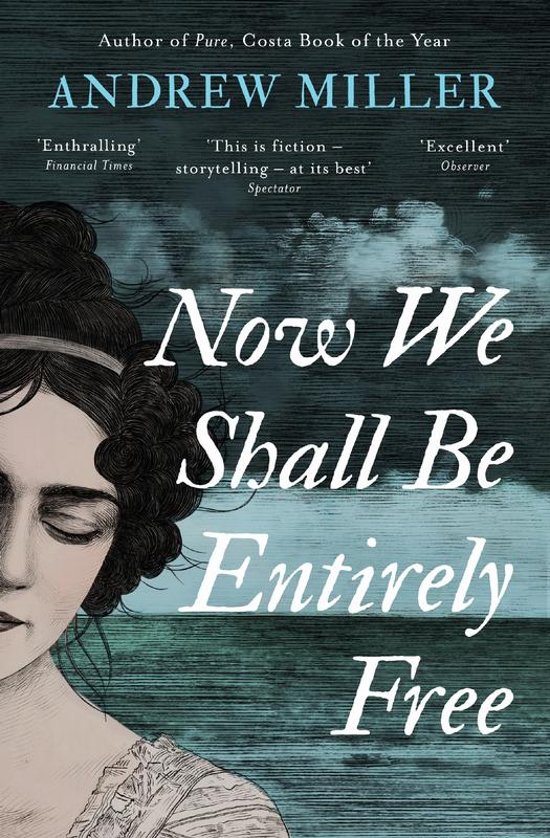 Author of Pure, Costa Book of the Year
ANDREW MILLER
'Enthralling'
Financial Times
'This is fiction –
storytelling – at its best'
Spectator
'Excellent'
Observer
Now We
Shall Be
Entirely
Free